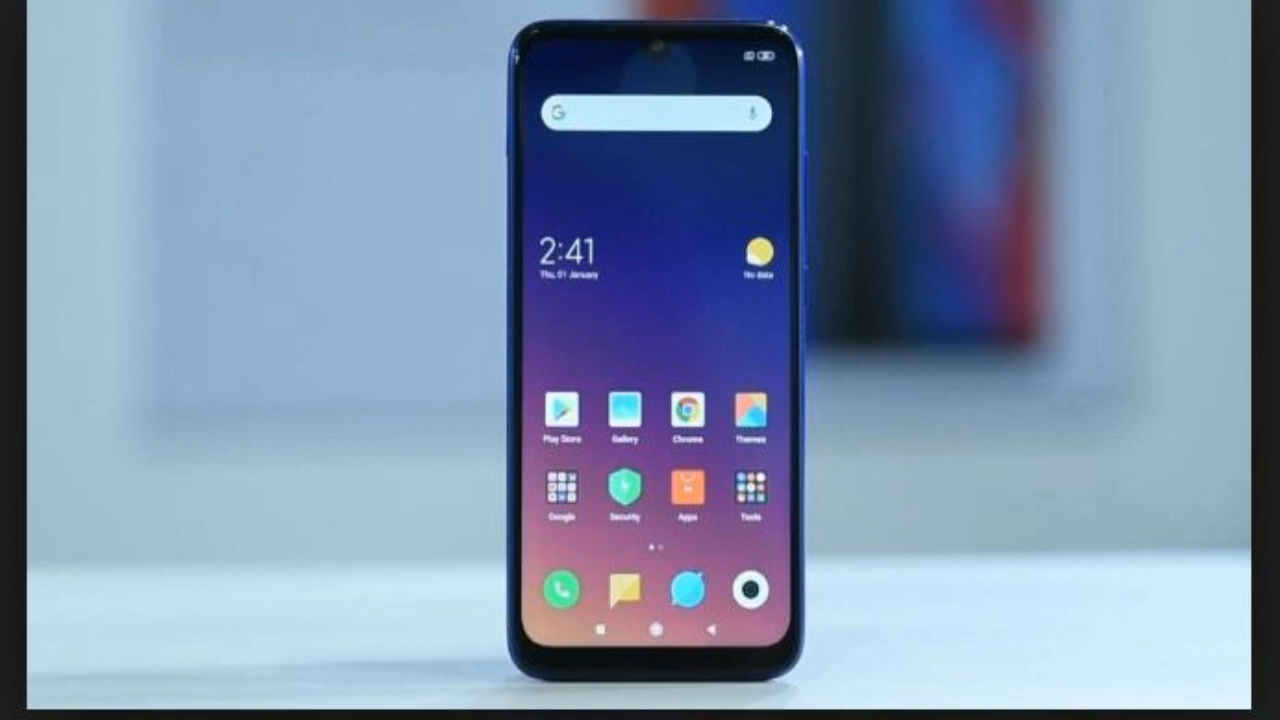 G
2:41
Thu, 01 January
No data
Play Store Gallery Chrome Themes
Google Security Apps Tools